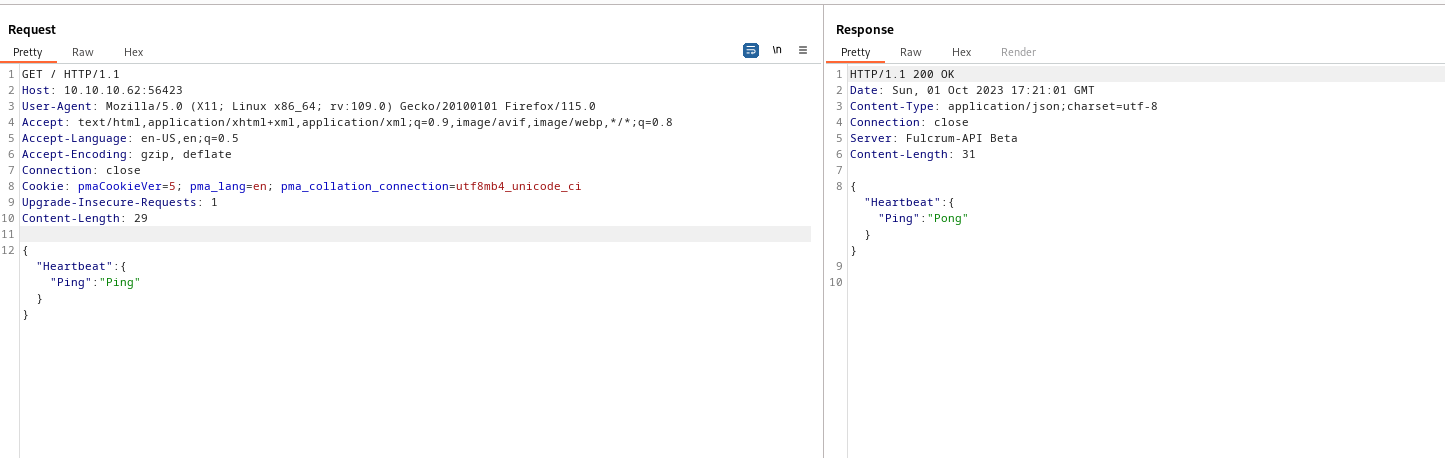 Request
Pretty Raw Hex
\n
1 GET / HTTP/1.1
2 Host: 10.10.10.62:56423
3 User-Agent: Mozilla/5.0 (X11; Linux x86_64; rv:109.0) Gecko/20100101 Firefox/115.0
4 Accept: text/html,application/xhtml+xml,application/xml;q=0.9,image/avif,image/webp,*/*;q=0.8
5 Accept-Language: en-US,en;q=0.5
6 Accept-Encoding: gzip, deflate
7 Connection: close
8 Cookie: pmaCookieVer=5; pma_lang=en; pma_collation_connection=utf8mb4_unicode_ci
9 Upgrade-Insecure-Requests: 1
10 Content-Length: 29
11
12 {
"Heartbeat":{
"Ping":"Ping"
}
}
Response
Pretty Raw Hex Render
1 HTTP/1.1 200 OK
2 Date: Sun, 01 Oct 2023 17:21:01 GMT
3 Content-Type: application/json;charset=utf-8
4 Connection: close
5 Server: Fulcrum-API Beta
6 Content-Length: 31
7
8 {
"Heartbeat":{
"Ping":"Pong"
}
}
9
10